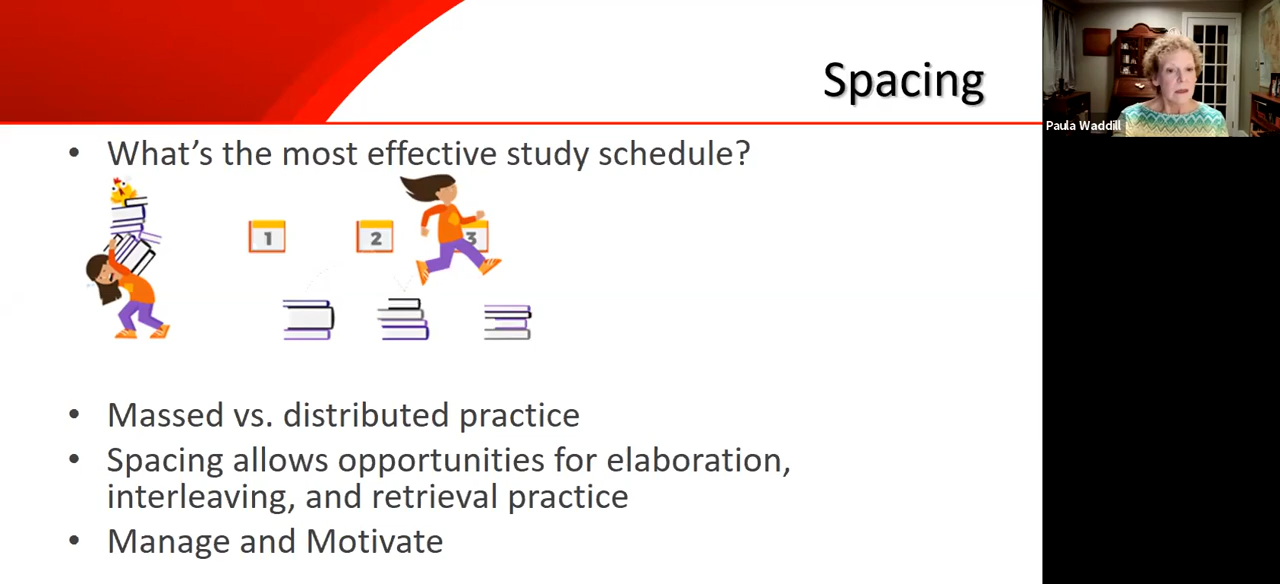 Spacing
Paula Waddill
• What's the most effective study schedule?
1 2 3
• Massed vs. distributed practice
• Spacing allows opportunities for elaboration,
interleaving, and retrieval practice
• Manage and Motivate